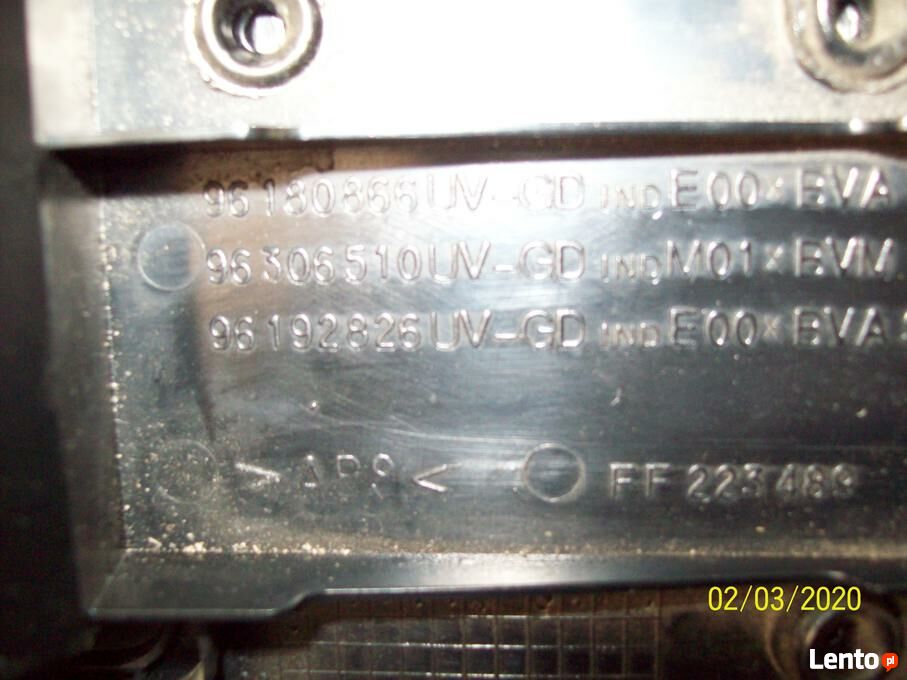 96180866UV-GD IND E00 × BVA
96306510UV-GD IND M01 × BVM
96192826UV-GD IND E00 × BVA
>ABS<
FF 223489
02/03/2020
Lento.pl